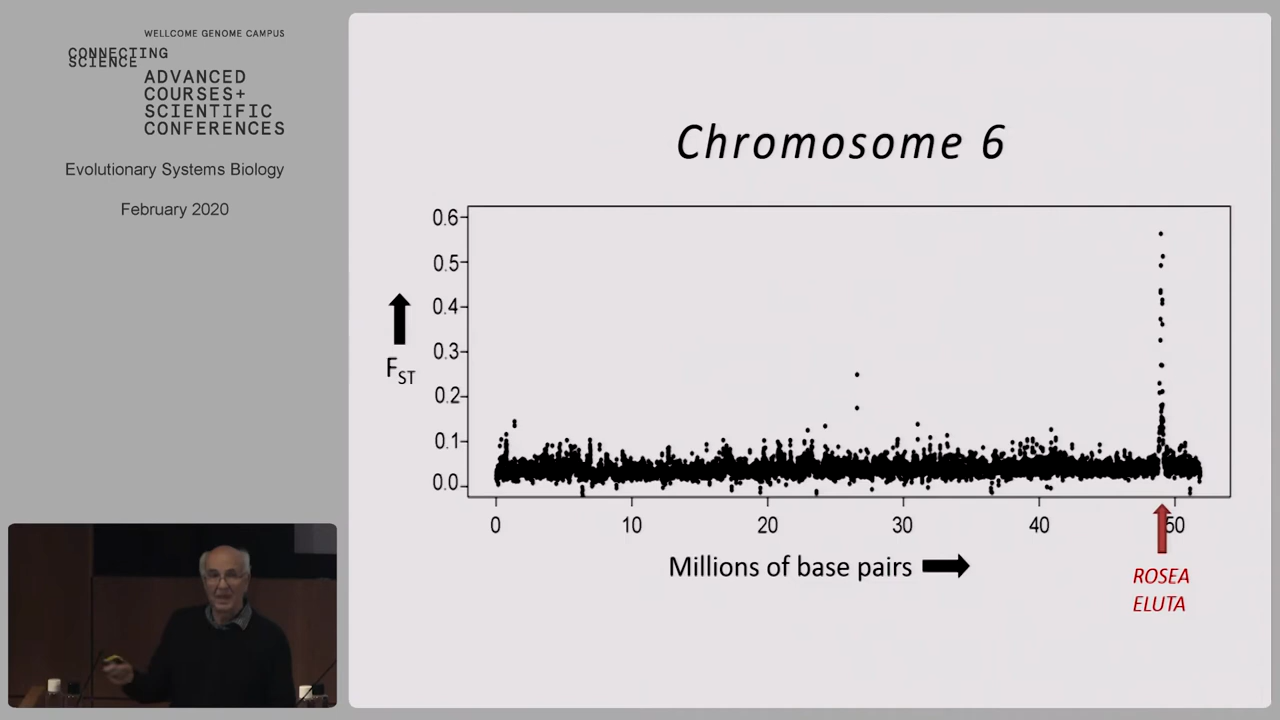 WELLCOME GENOME CAMPUS
CONNECTING
SCIENCE
ADVANCED
COURSES+
SCIENTIFIC
CONFERENCES
Evolutionary Systems Biology
February 2020
Chromosome 6
0.6
0.5
0.4
0.3
0.2
0.1
0.0
FST
0 10 20 30 40 50
Millions of base pairs
ROSEA
ELUTA